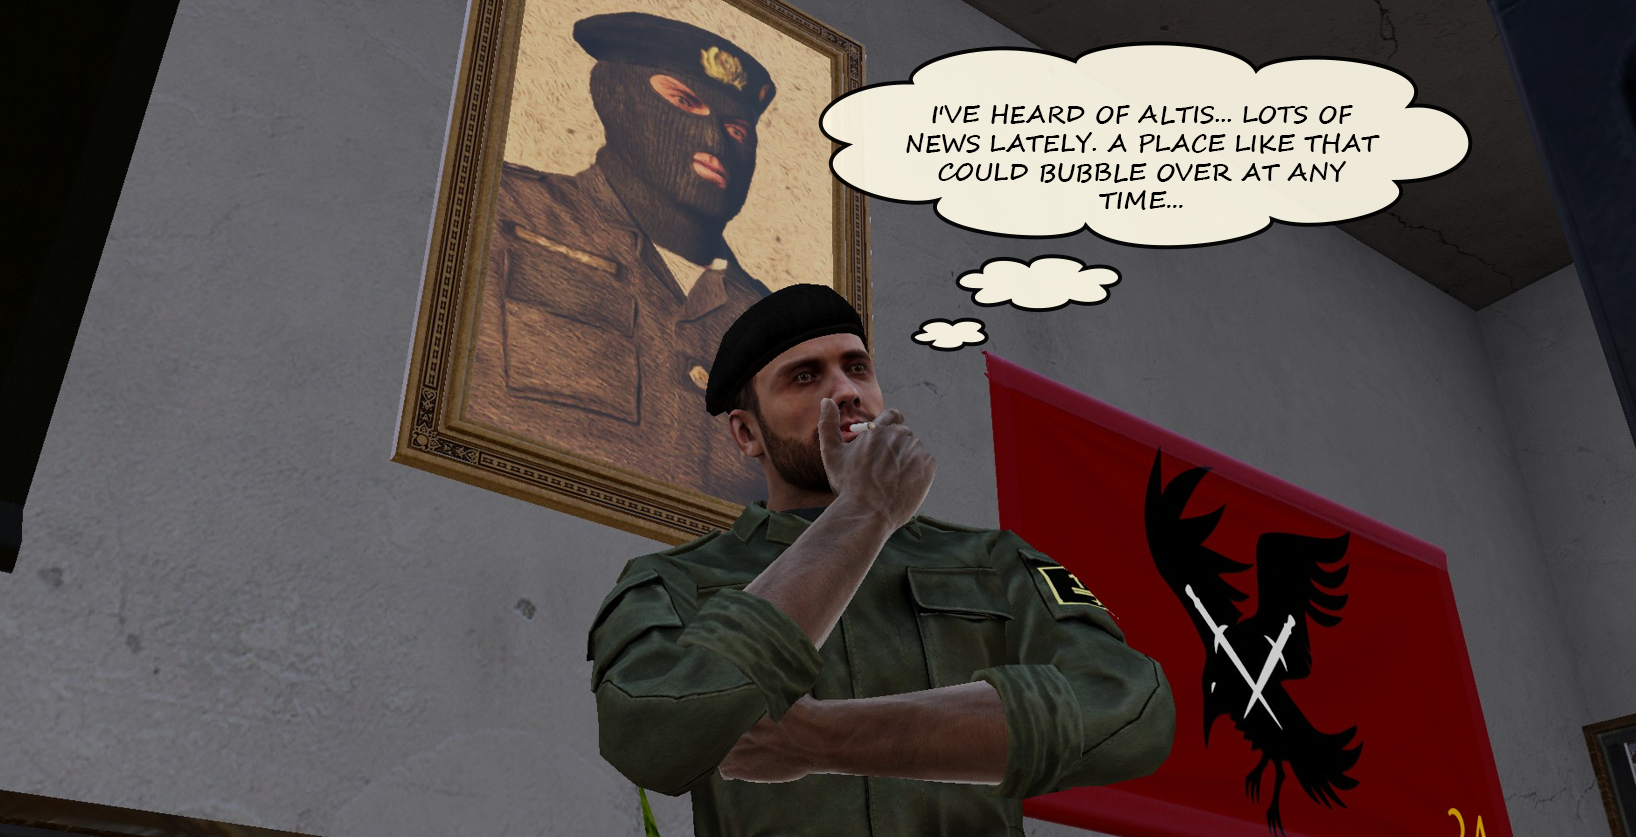 I'VE HEARD OF ALTIS... LOTS OF
NEWS LATELY. A PLACE LIKE THAT
COULD BUBBLE OVER AT ANY
TIME...